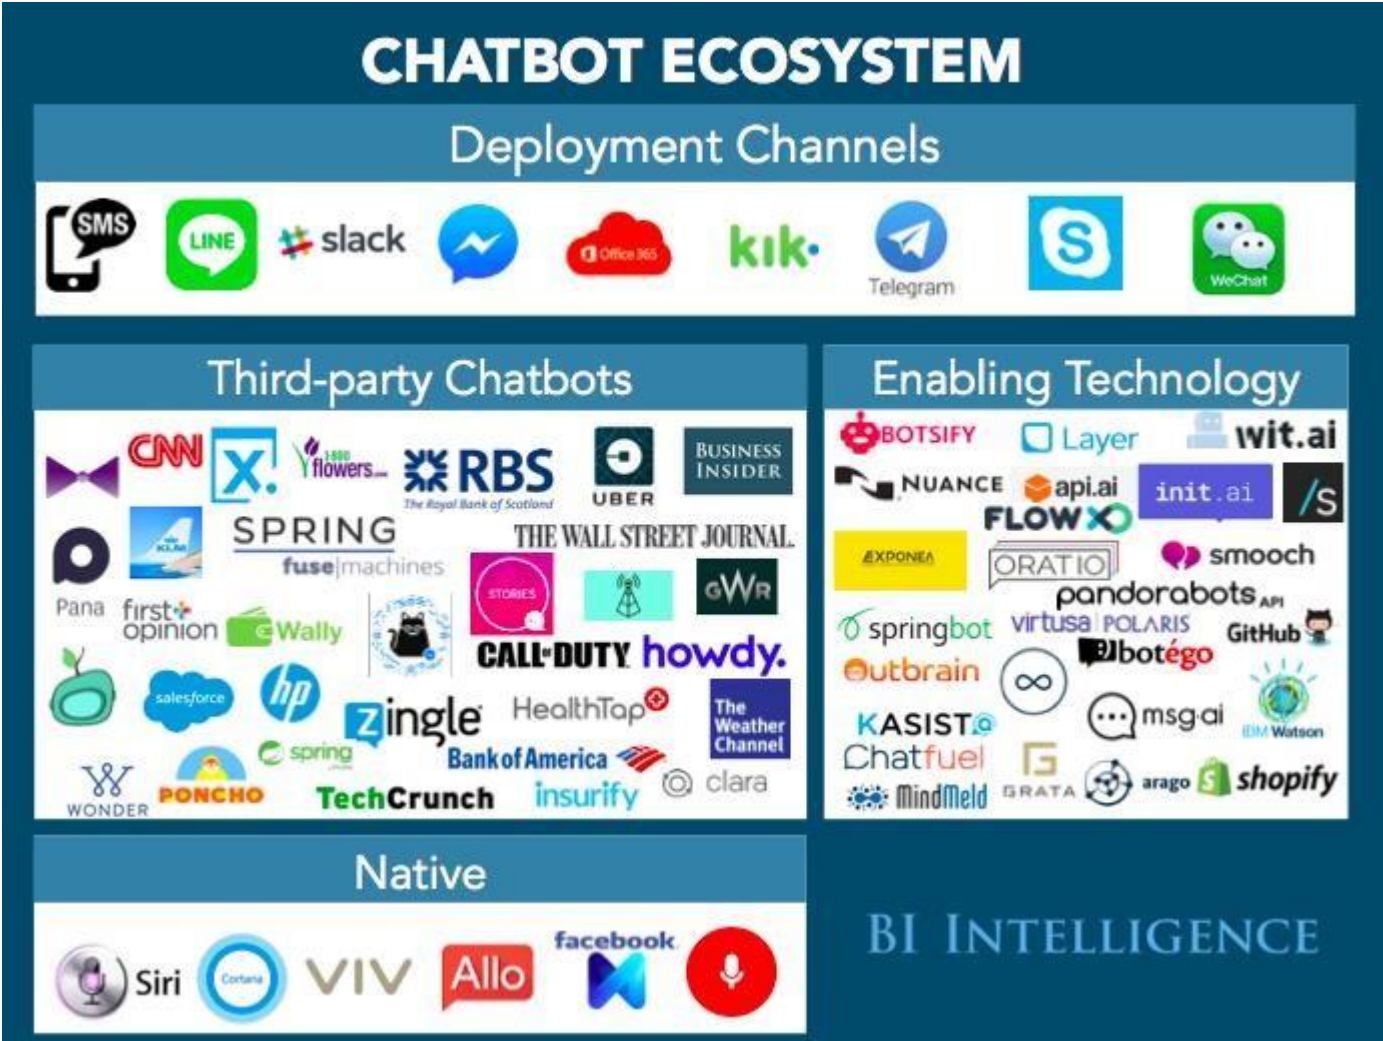 CHATBOT ECOSYSTEM
Deployment Channels
SMS
LINE
slack
Office 365
kik.
Telegram
S
WeChat
Third-party Chatbots
CNN
X.
1-800
flowers.com
RBS
The Royal Bank of Scotland
UBER
BUSINESS
INSIDER
KLM
SPRING
THE WALL STREET JOURNAL.
fuse|machines
STORIES
GWR
Pana
first
opinion
Wally
CALL OF DUTY
howdy.
salesforce
hp
zingle
HealthTap
The
Weather
Channel
spring
Bank of America
WONDER
PONCHO
TechCrunch
insurify
clara
Enabling Technology
BOTSIFY
Layer
wit.ai
NUANCE
api.ai
init.ai
/S
FLOW XO
EXPONEA
ORATIO
smooch
pandorabots API
springbot
virtusa POLARIS
GitHub
botégo
Outbrain
KASIST@
msg.ai
IBM Watson
Chatfuel
MindMeld
GRATA
arago
shopify
Native
Siri
Cortana
VIV
Allo
facebook
M
BI INTELLIGENCE